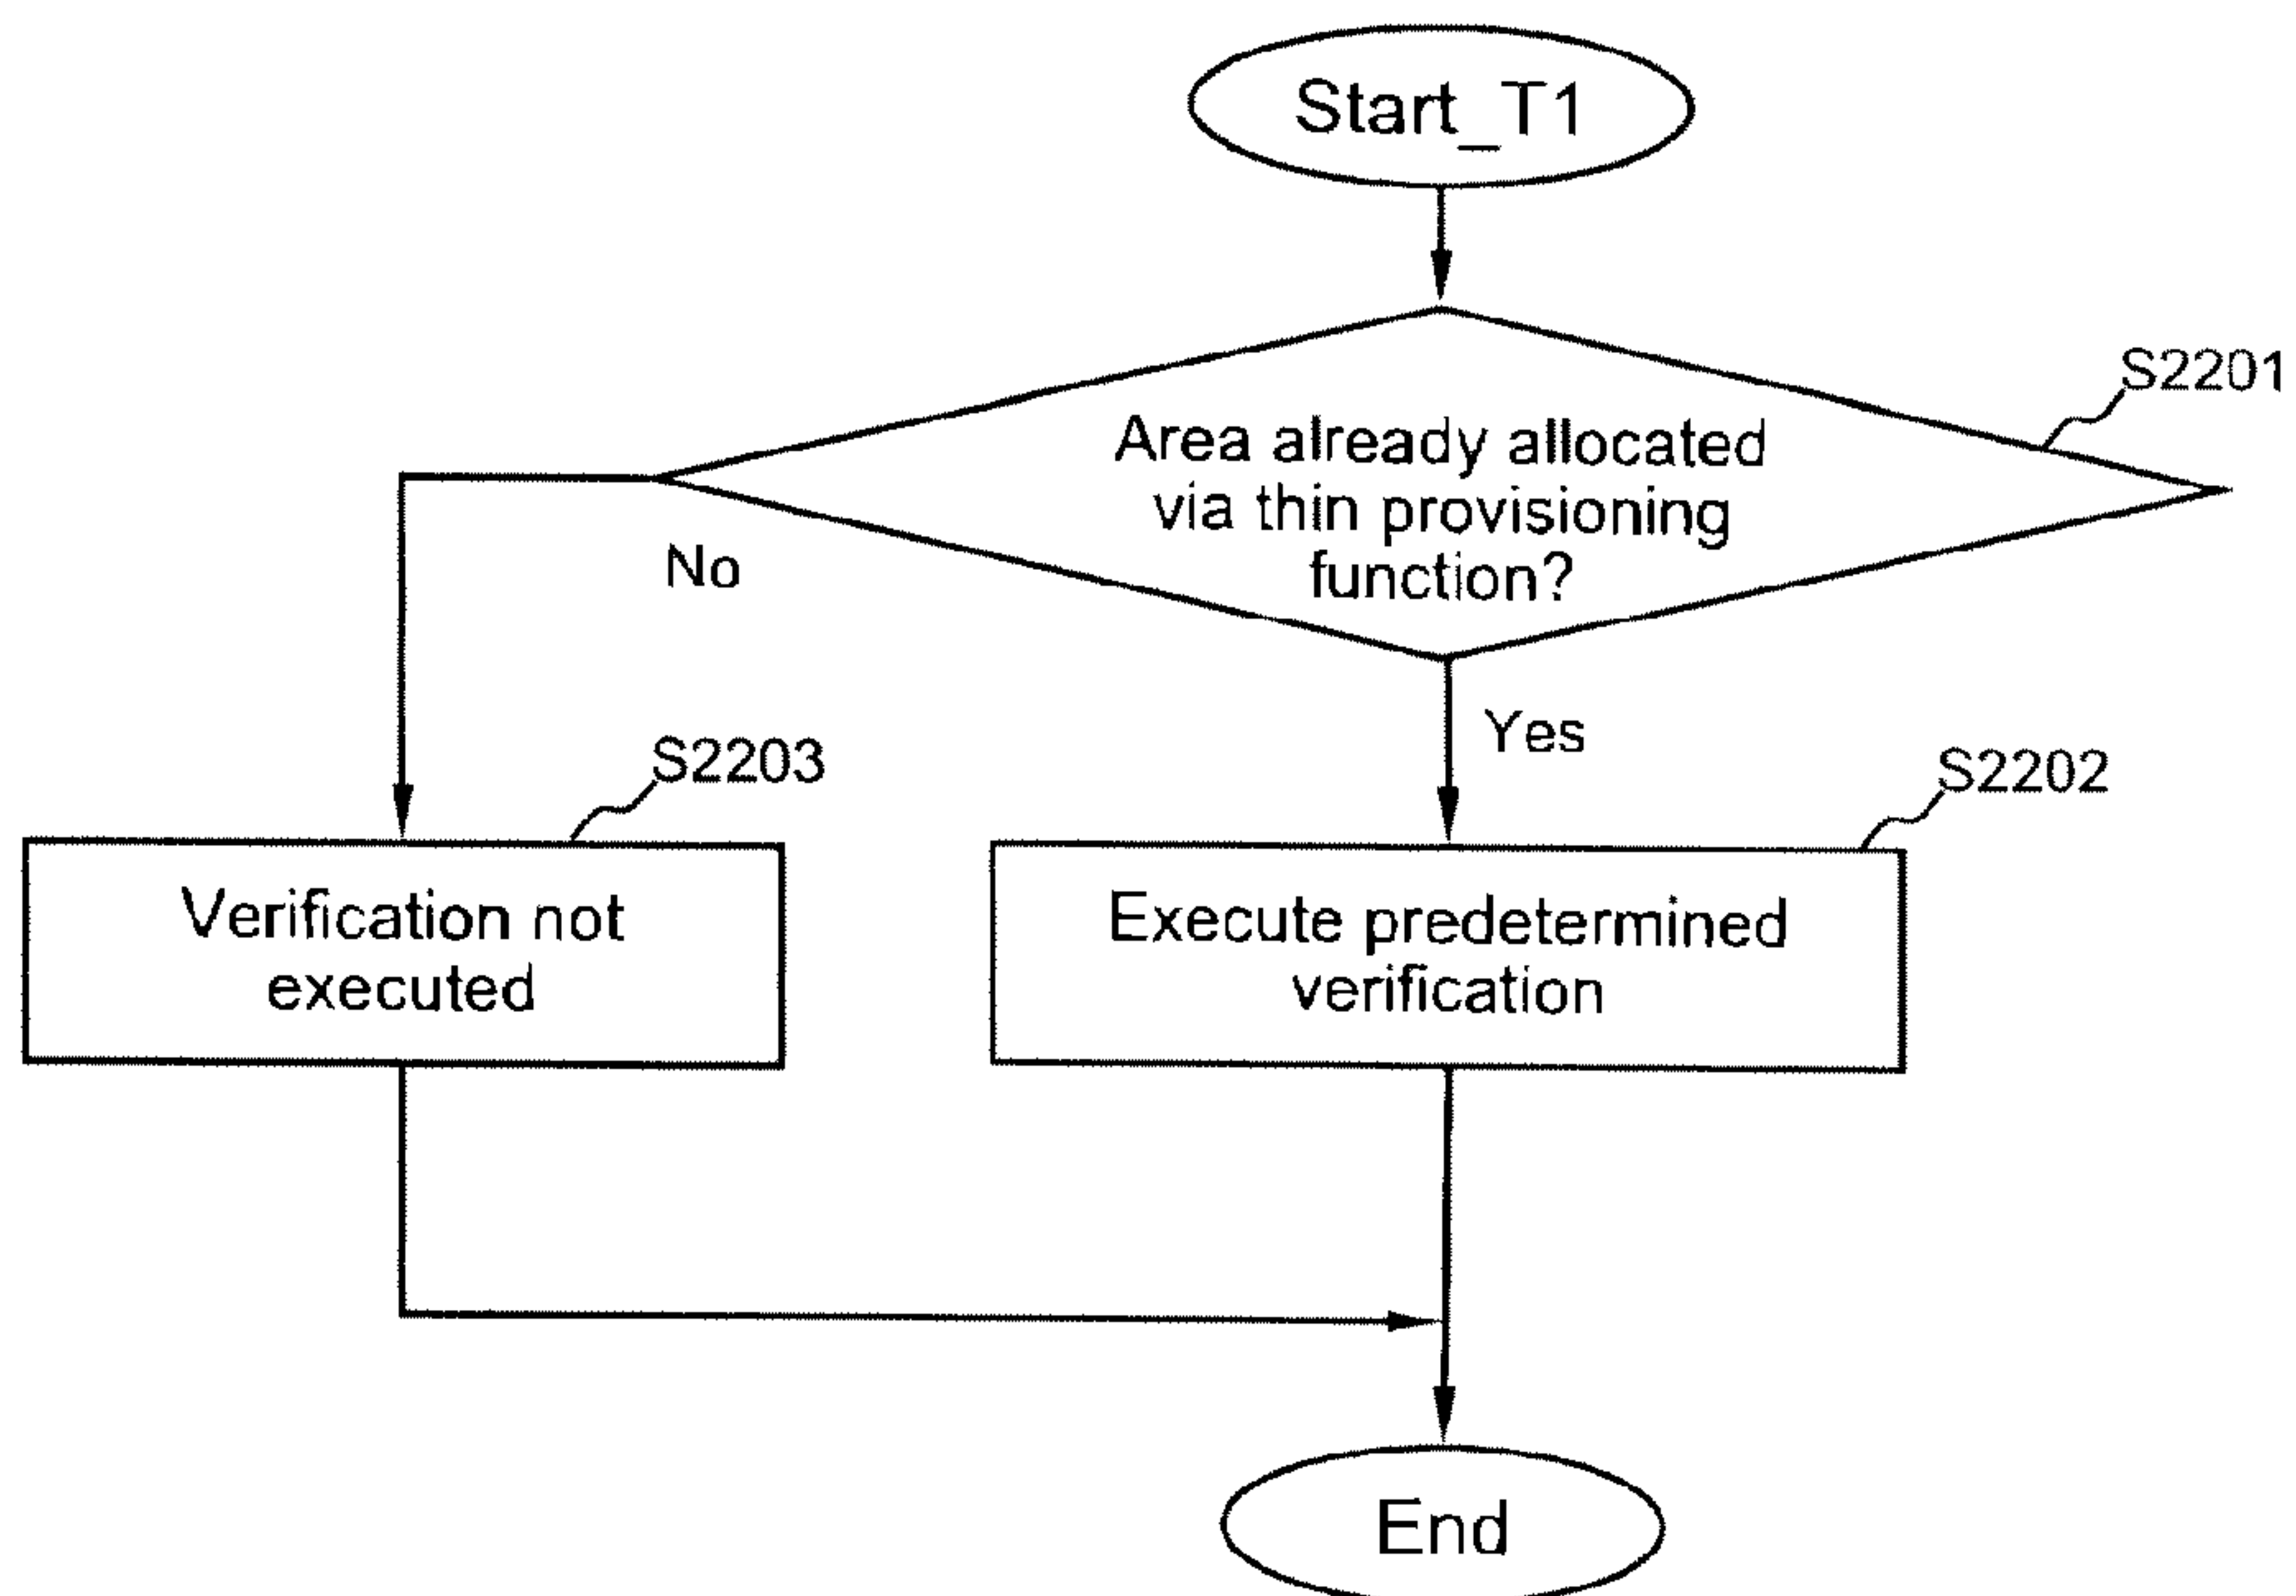 Start_T1
S2201
Area already allocated
via thin provisioning
function?
No
Yes
S2203
S2202
Verification not
executed
Execute predetermined
verification
End